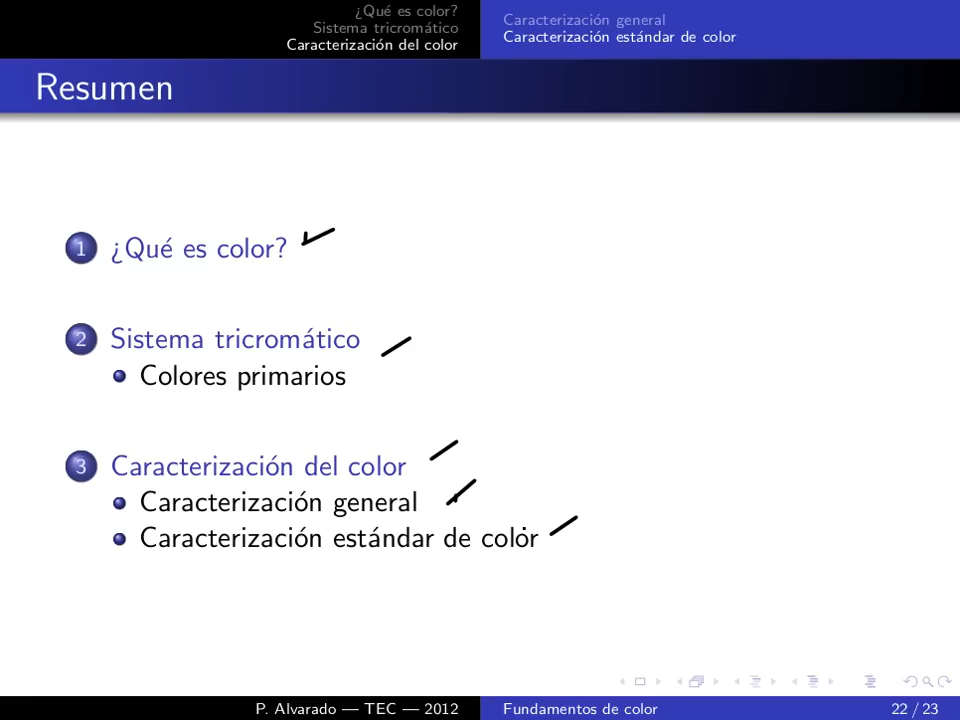 ¿Qué es color?
Sistema tricromático
Caracterización del color
Caracterización general
Caracterización estándar de color
Resumen
1 ¿Qué es color?
2 Sistema tricromático
Colores primarios
3 Caracterización del color
Caracterización general
Caracterización estándar de color
P. Alvarado — TEC — 2012
Fundamentos de color
22 / 23